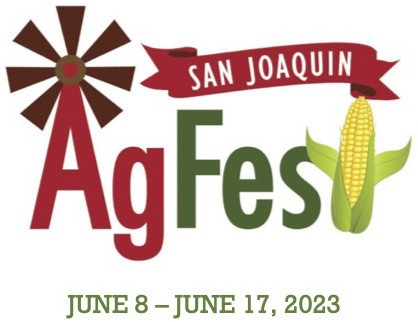 SAN JOAQUIN
AgFest
JUNE 8 – JUNE 17, 2023